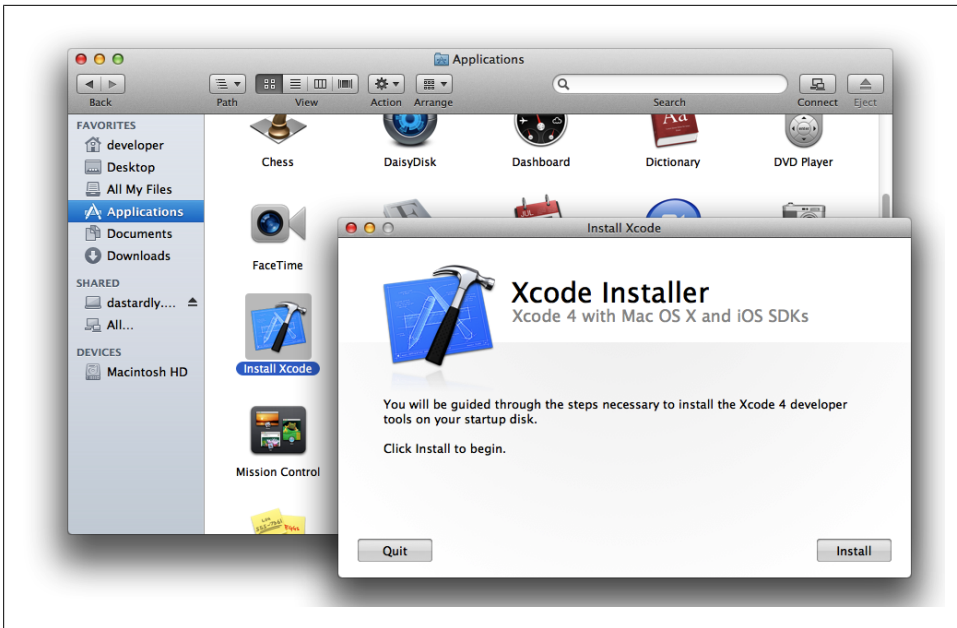 Applications
Back
Path
View
Action
Arrange
Search
Connect
Eject
FAVORITES
developer
Desktop
All My Files
Applications
Documents
Downloads
SHARED
dastardly....
All...
DEVICES
Macintosh HD
Chess
DaisyDisk
Dashboard
Aa
Dictionary
DVD Player
FaceTime
JUL
Install Xcode
Mission Control
Install Xcode
Xcode Installer
Xcode 4 with Mac OS X and iOS SDKs
You will be guided through the steps necessary to install the Xcode 4 developer
tools on your startup disk.
Click Install to begin.
Quit
Install